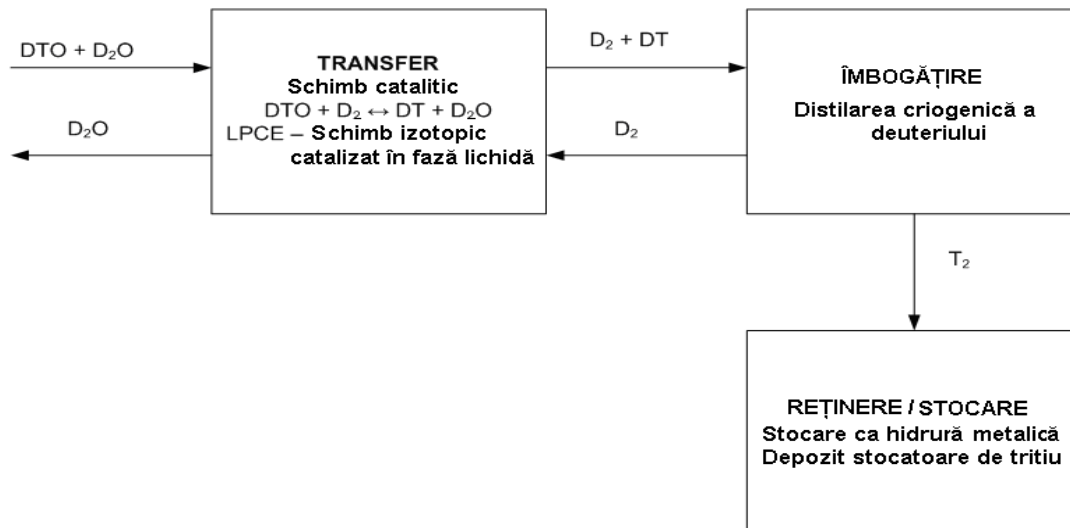 DTO + D₂O
D₂O
TRANSFER
Schimb catalitic
DTO + D₂ ↔ DT + D₂O
LPCE – Schimb izotopic
catalizat în fază lichidă
D₂ + DT
D₂
ÎMBOGĂȚIRE
Distilarea criogenică a
deuteriului
T₂
REȚINERE / STOCARE
Stocare ca hidrură metalică
Depozit stocatoare de tritiu